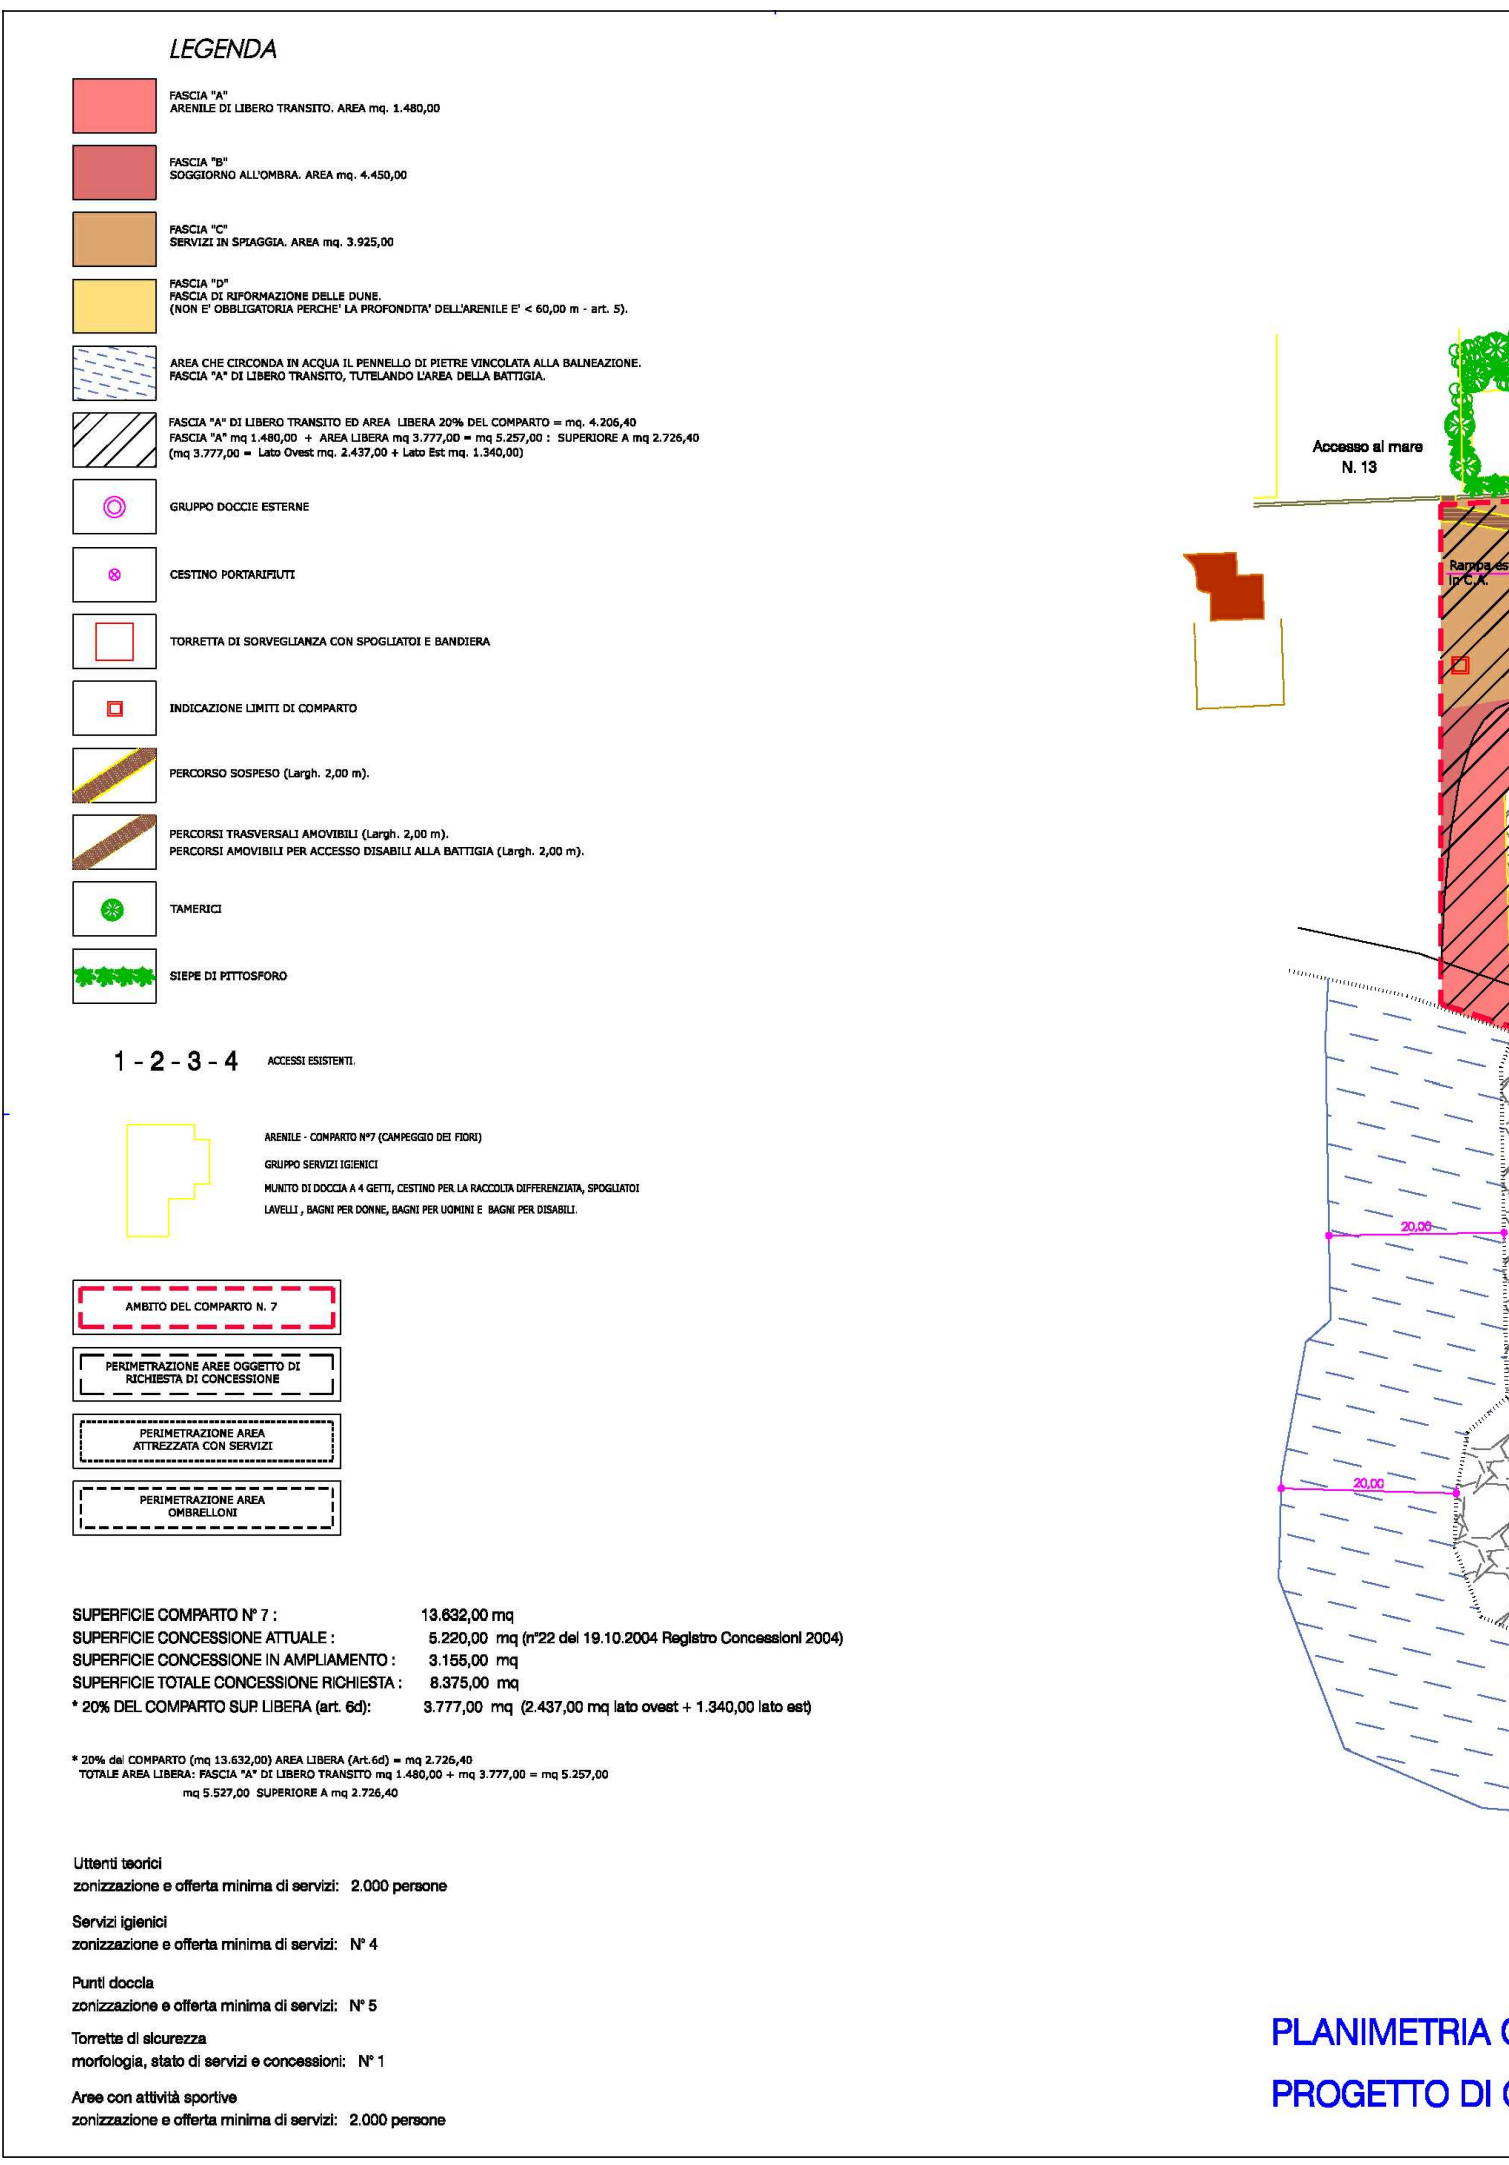 LEGENDA
FASCIA "A"
ARENILE DI LIBERO TRANSITO. AREA mq. 1.480,00
FASCIA "B"
SOGGIORNO ALL'OMBRA. AREA mq. 4.450,00
FASCIA "C"
SERVIZI IN SPIAGGIA. AREA mq. 3.925,00
FASCIA "D"
FASCIA DI RIFORMAZIONE DELLE DUNE.
(NON E' OBBLIGATORIA PERCHE' LA PROFONDITA' DELL'ARENILE E' < 60,00 m - art. 5).
AREA CHE CIRCONDA IN ACQUA IL PENNELLO DI PIETRE VINCOLATA ALLA BALNEAZIONE.
FASCIA "A" DI LIBERO TRANSITO, TUTELANDO L'AREA DELLA BATTIGIA.
FASCIA "A" DI LIBERO TRANSITO ED AREA LIBERA 20% DEL COMPARTO = mq. 4.206,40
FASCIA "A" mq 1.480,00 + AREA LIBERA mq 3.777,00 = mq 5.257,00 : SUPERIORE A mq 2.726,40
(mq 3.777,00 = Lato Ovest mq. 2.437,00 + Lato Est mq. 1.340,00)
GRUPPO DOCCIE ESTERNE
CESTINO PORTARIFIUTI
TORRETTA DI SORVEGLIANZA CON SPOGLIATOI E BANDIERA
INDICAZIONE LIMITI DI COMPARTO
PERCORSO SOSPESO (Largh. 2,00 m).
PERCORSI TRASVERSALI AMOVIBILI (Largh. 2,00 m).
PERCORSI AMOVIBILI PER ACCESSO DISABILI ALLA BATTIGIA (Largh. 2,00 m).
TAMERICI
SIEPE DI PITTOSFORO
1 - 2 - 3 - 4 ACCESSI ESISTENTI.
ARENILE - COMPARTO N°7 (CAMPEGGIO DEI FIORI)
GRUPPO SERVIZI IGIENICI
MUNITO DI DOCCIA A 4 GETTI, CESTINO PER LA RACCOLTA DIFFERENZIATA, SPOGLIATOI
LAVELLI , BAGNI PER DONNE, BAGNI PER UOMINI E BAGNI PER DISABILI.
AMBITO DEL COMPARTO N. 7
PERIMETRAZIONE AREE OGGETTO DI
RICHIESTA DI CONCESSIONE
PERIMETRAZIONE AREA
ATTREZZATA CON SERVIZI
PERIMETRAZIONE AREA
OMBRELLONI
SUPERFICIE COMPARTO N° 7 : 13.632,00 mq
SUPERFICIE CONCESSIONE ATTUALE : 5.220,00 mq (n°22 del 19.10.2004 Registro Concessioni 2004)
SUPERFICIE CONCESSIONE IN AMPLIAMENTO : 3.155,00 mq
SUPERFICIE TOTALE CONCESSIONE RICHIESTA : 8.375,00 mq
* 20% DEL COMPARTO SUP. LIBERA (art. 6d): 3.777,00 mq (2.437,00 mq lato ovest + 1.340,00 lato est)
* 20% del COMPARTO (mq 13.632,00) AREA LIBERA (Art.6d) = mq 2.726,40
TOTALE AREA LIBERA: FASCIA "A" DI LIBERO TRANSITO mq 1.480,00 + mq 3.777,00 = mq 5.257,00
mq 5.527,00 SUPERIORE A mq 2.726,40
Uttenti teorici
zonizzazione e offerta minima di servizi: 2.000 persone
Servizi igienici
zonizzazione e offerta minima di servizi: N° 4
Punti doccia
zonizzazione e offerta minima di servizi: N° 5
Torrette di sicurezza
morfologia, stato di servizi e concessioni: N° 1
Aree con attività sportive
zonizzazione e offerta minima di servizi: 2.000 persone
Accesso al mare
N. 13
Rampa es
in C.A.
20,00
20,00
PLANIMETRIA
PROGETTO DI